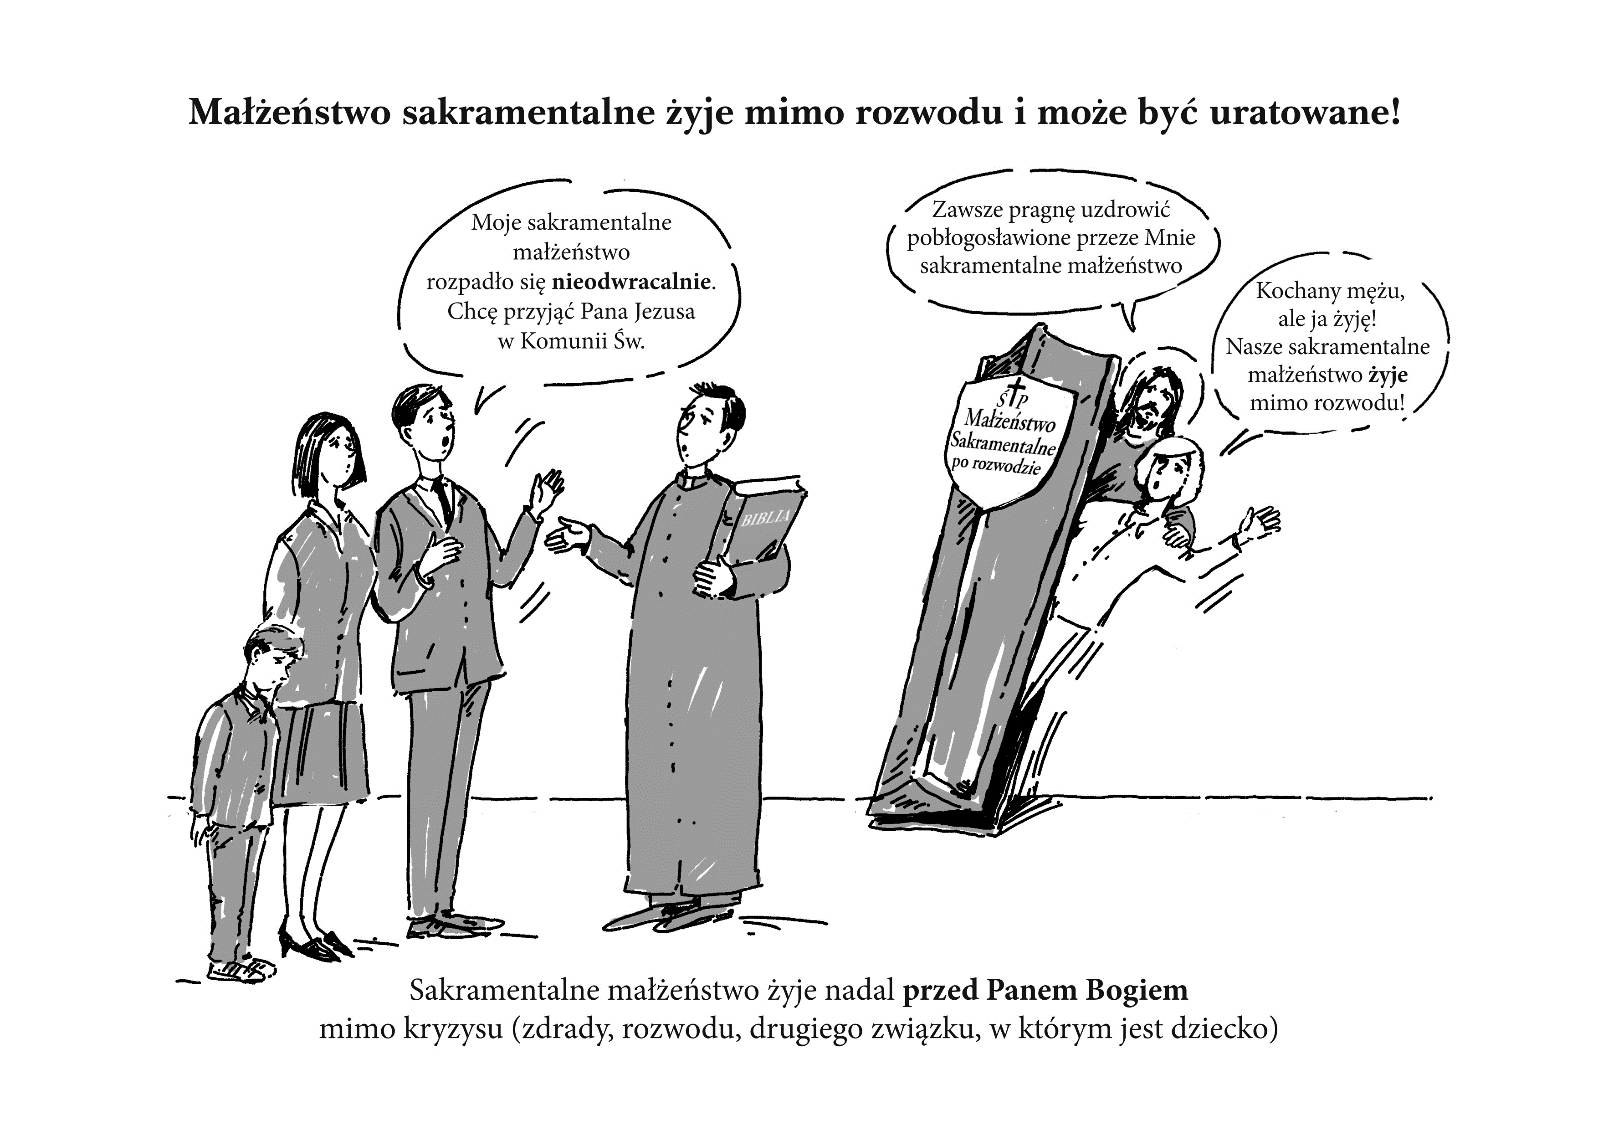 Małżeństwo sakramentalne żyje mimo rozwodu i może być uratowane!
Moje sakramentalne
małżeństwo
rozpadło się nieodwracalnie.
Chcę przyjąć Pana Jezusa
w Komunii Św.
Zawsze pragnę uzdrowić
pobłogosławione przeze Mnie
sakramentalne małżeństwo
Kochany mężu,
ale ja żyję!
Nasze sakramentalne
małżeństwo żyje
mimo rozwodu!
Ś P
Małżeństwo
Sakramentalne
po rozwodzie
BIBLIA
Sakramentalne małżeństwo żyje nadal przed Panem Bogiem
mimo kryzysu (zdrady, rozwodu, drugiego związku, w którym jest dziecko)